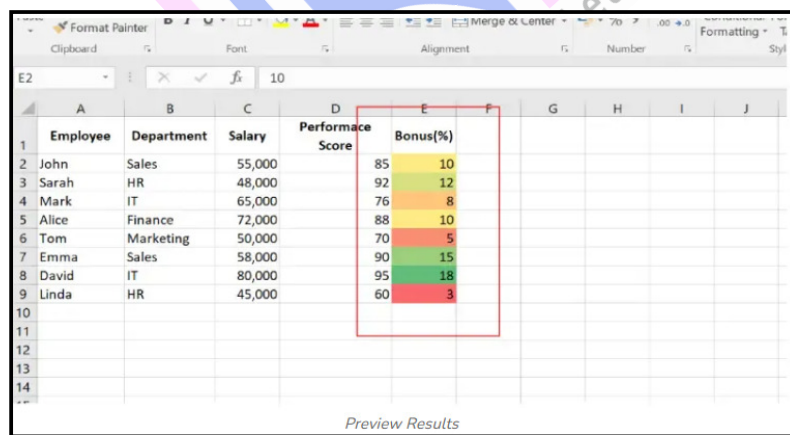 Format Painter
B I U A Merge & Center % 9 .00 .0
Formatting
Clipboard Font Alignment Number Styl
E2 fx 10
A B C D E F G H I J
1 Employee Department Salary Performace Score Bonus(%)
2 John Sales 55,000 85 10
3 Sarah HR 48,000 92 12
4 Mark IT 65,000 76 8
5 Alice Finance 72,000 88 10
6 Tom Marketing 50,000 70 5
7 Emma Sales 58,000 90 15
8 David IT 80,000 95 18
9 Linda HR 45,000 60 3
10
11
12
13
14
Preview Results